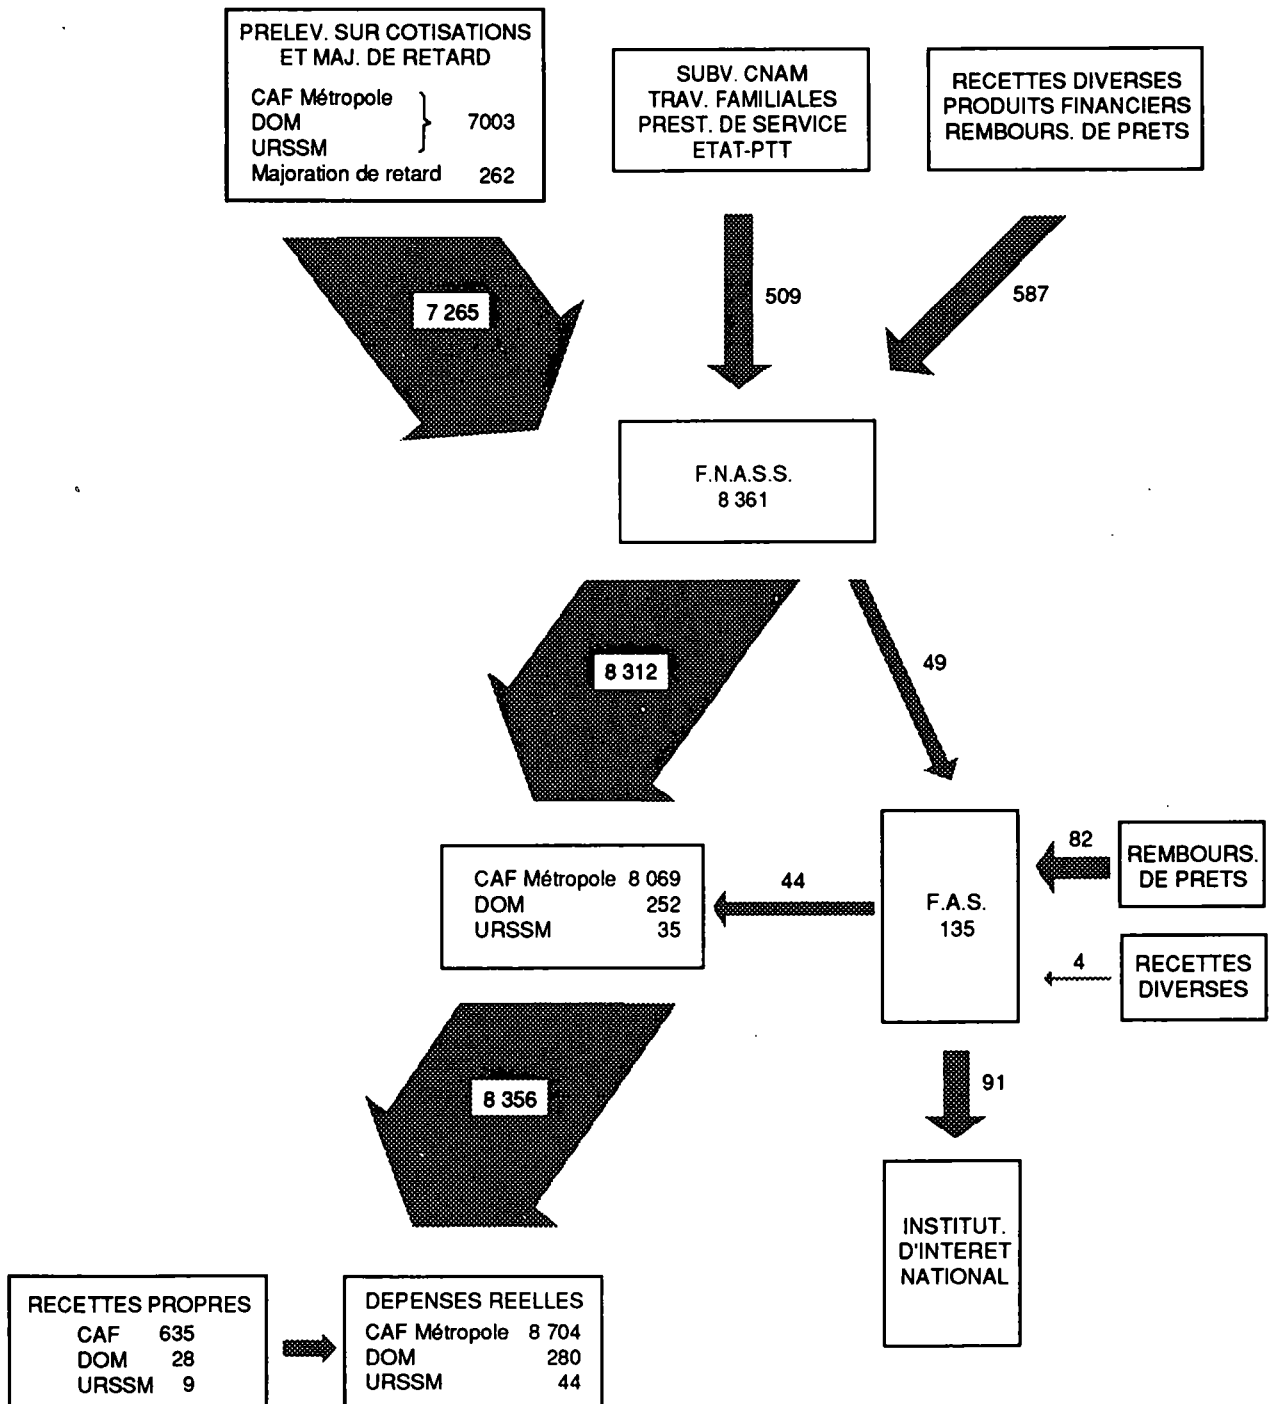 PRELEV. SUR COTISATIONS
ET MAJ. DE RETARD
CAF Métropole
DOM 7003
URSSM
Majoration de retard 262
SUBV. CNAM
TRAV. FAMILIALES
PREST. DE SERVICE
ETAT-PTT
RECETTES DIVERSES
PRODUITS FINANCIERS
REMBOURS. DE PRETS
7 265
509
587
F.N.A.S.S.
8 361
8 312
49
CAF Métropole 8 069
DOM 252
URSSM 35
44
F.A.S.
135
82
REMBOURS.
DE PRETS
4
RECETTES
DIVERSES
8 356
91
INSTITUT.
D'INTERET
NATIONAL
RECETTES PROPRES
CAF 635
DOM 28
URSSM 9
DEPENSES REELLES
CAF Métropole 8 704
DOM 280
URSSM 44